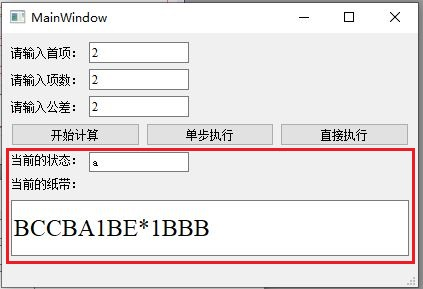 MainWindow
请输入首项： 2
请输入项数： 2
请输入公差： 2
开始计算 单步执行 直接执行
当前的状态： a
当前的纸带：
BCCBA1BE*1BBB